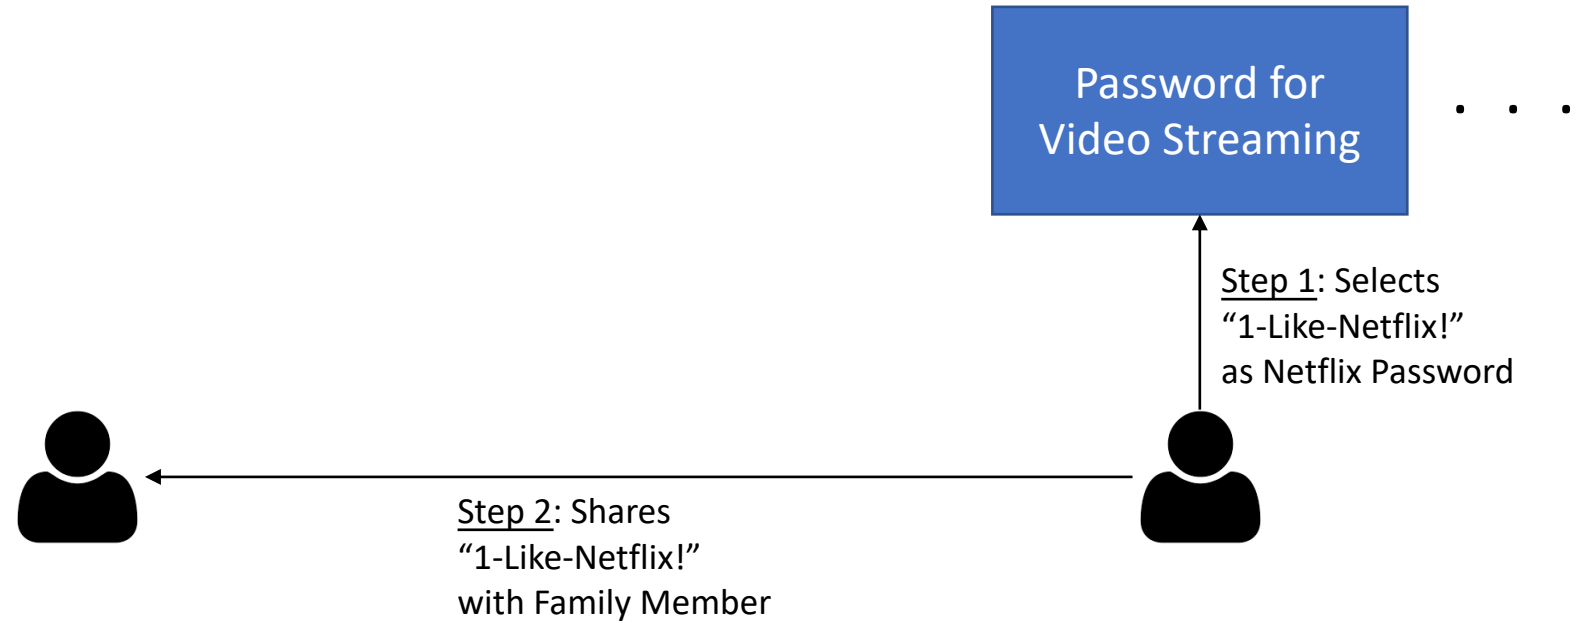 Password for
Video Streaming
. . .
Step 1: Selects
“1-Like-Netflix!”
as Netflix Password
Step 2: Shares
“1-Like-Netflix!”
with Family Member